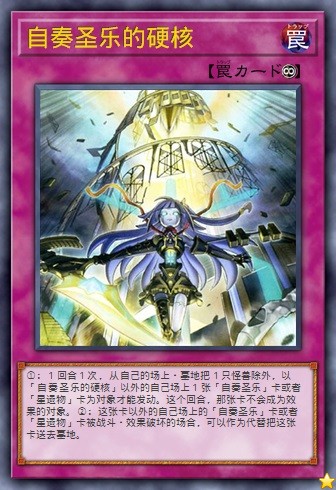 自奏圣乐的硬核
トラップ
罠
【罠カード♾】
①：1回合1次，从自己的场上·墓地把1只怪兽除外，以
「自奏圣乐的硬核」以外的自己场上1张「自奏圣乐」卡或者
「星遗物」卡为对象才能发动。这个回合，那张卡不会成为效
果的对象。②：这张卡以外的自己场上的「自奏圣乐」卡或者
「星遗物」卡被战斗·效果破坏的场合，可以作为代替把这张
卡送去墓地。